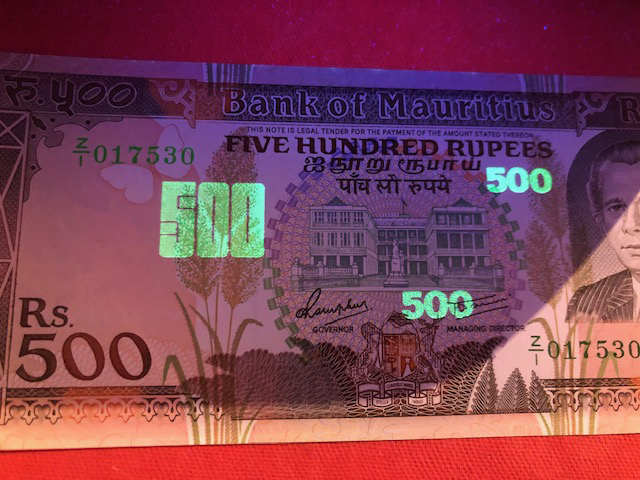 रु. ५००
Bank of Mauritius
THIS NOTE IS LEGAL TENDER FOR THE PAYMENT OF THE AMOUNT STATED THEREON
FIVE HUNDRED RUPEES
ஐநூறு ரூபாய்
पाँच सौ रुपये
Z/1 017530
500
500
500
Rs.
500
GOVERNOR
MANAGING DIRECTOR
Z/1 017530